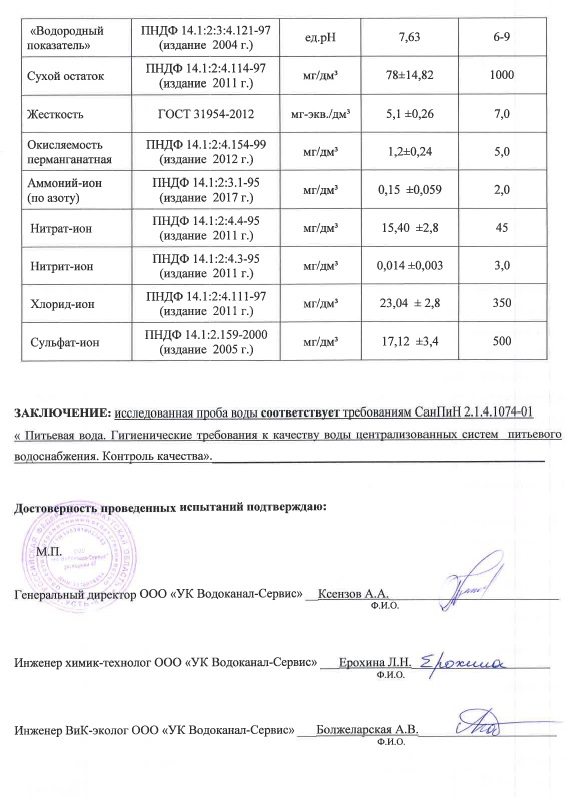 «Водородный показатель» ПНДФ 14.1:2:3:4.121-97 (издание 2004 г.) ед.pH 7,63 6-9
Сухой остаток ПНДФ 14.1:2:4.114-97 (издание 2011 г.) мг/дм³ 78±14,82 1000
Жесткость ГОСТ 31954-2012 мг-экв./дм³ 5,1 ±0,26 7,0
Окисляемость перманганатная ПНДФ 14.1:2:4.154-99 (издание 2012 г.) мг/дм³ 1,2±0,24 5,0
Аммоний-ион (по азоту) ПНДФ 14.1:2:3.1-95 (издание 2017 г.) мг/дм³ 0,15 ±0,059 2,0
Нитрат-ион ПНДФ 14.1:2:4.4-95 (издание 2011 г.) мг/дм³ 15,40 ±2,8 45
Нитрит-ион ПНДФ 14.1:2:4.3-95 (издание 2011 г.) мг/дм³ 0,014 ±0,003 3,0
Хлорид-ион ПНДФ 14.1:2:4.111-97 (издание 2011 г.) мг/дм³ 23,04 ± 2,8 350
Сульфат-ион ПНДФ 14.1:2.159-2000 (издание 2005 г.) мг/дм³ 17,12 ±3,4 500
ЗАКЛЮЧЕНИЕ: исследованная проба воды соответствует требованиям СанПиН 2.1.4.1074-01
« Питьевая вода. Гигиенические требования к качеству воды централизованных систем питьевого
водоснабжения. Контроль качества».
Достоверность проведенных испытаний подтверждаю:
М.П.
Генеральный директор ООО «УК Водоканал-Сервис» Ксензов А.А.
Ф.И.О.
Инженер химик-технолог ООО «УК Водоканал-Сервис» Ерохина Л.Н. Ерохина
Ф.И.О.
Инженер ВиК-эколог ООО «УК Водоканал-Сервис» Болжеларская А.В.
Ф.И.О.